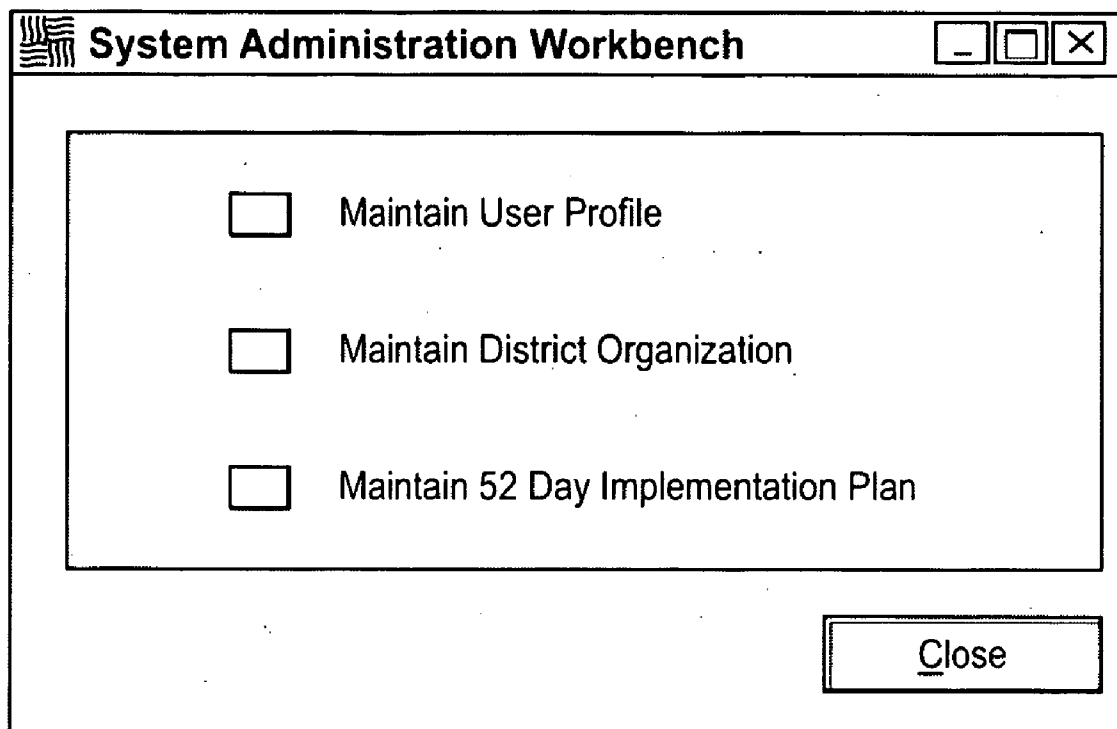 System Administration Workbench
Maintain User Profile
Maintain District Organization
Maintain 52 Day Implementation Plan
Close